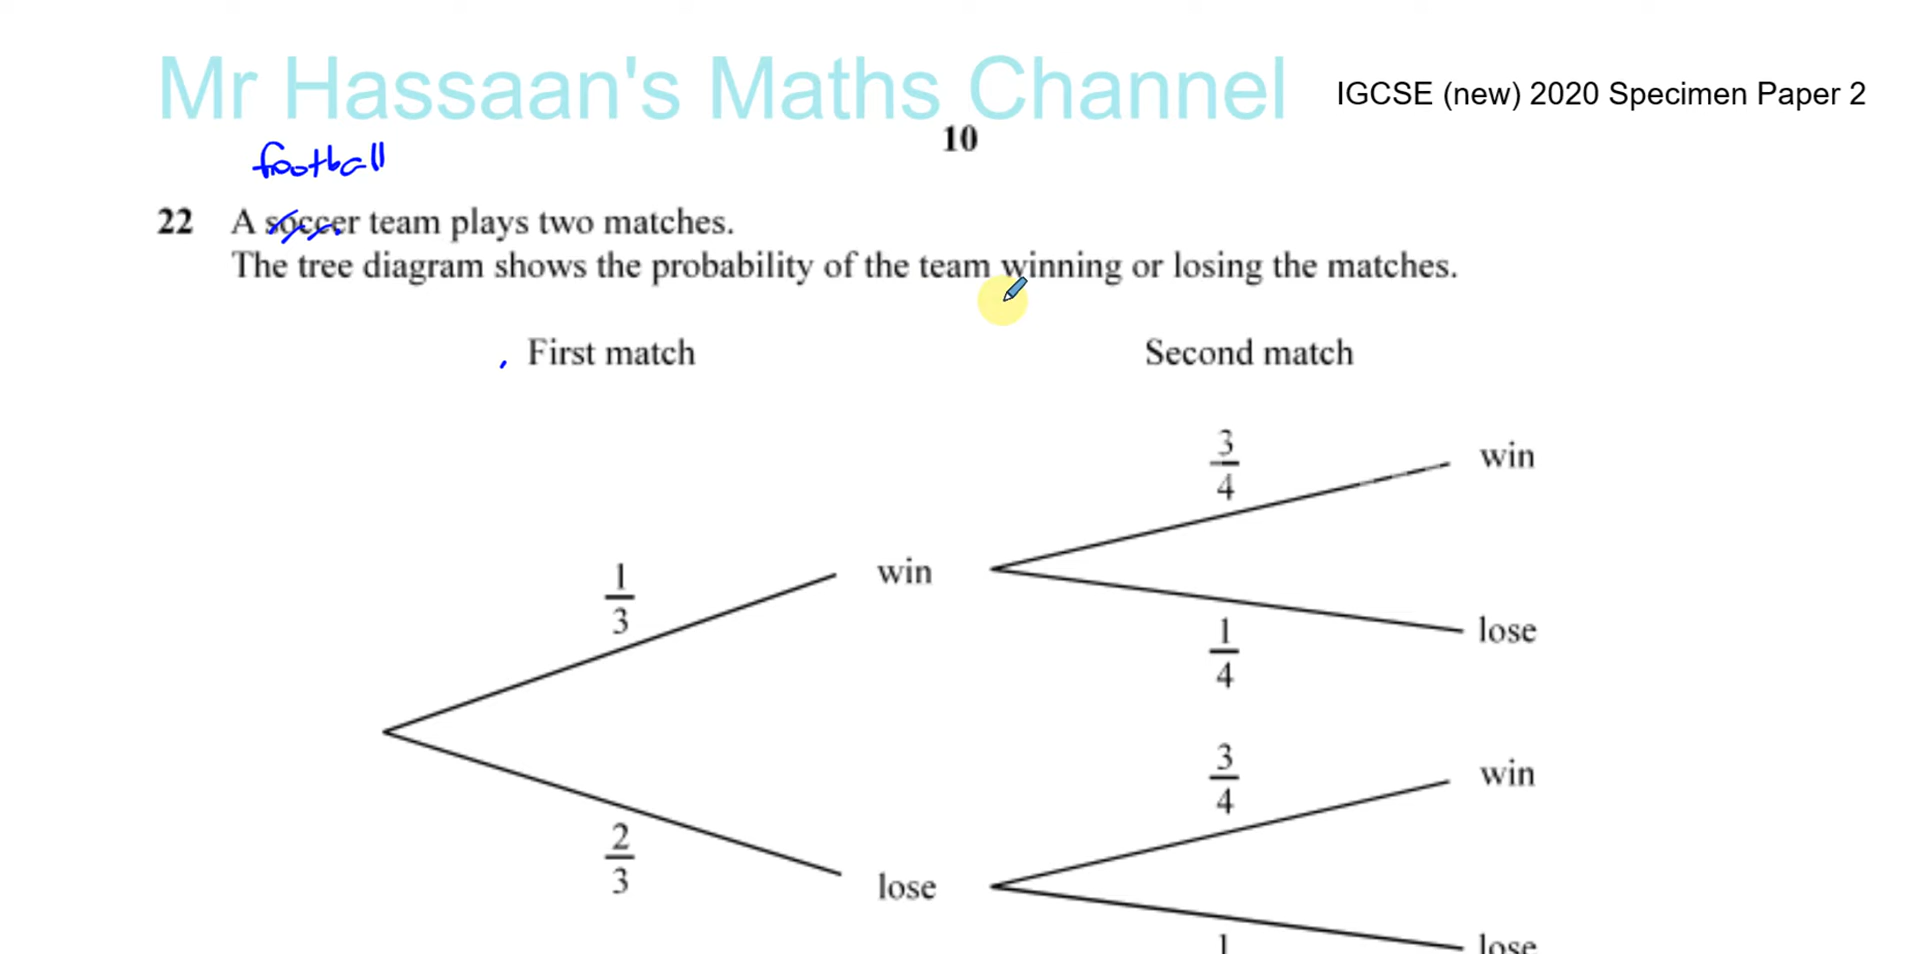 Mr Hassaan's Maths Channel
IGCSE (new) 2020 Specimen Paper 2
10
football
22 A soccer team plays two matches.
The tree diagram shows the probability of the team winning or losing the matches.
First match Second match
3
4
win
1
3
win
lose
1
4
3
4
win
2
3
lose
1
lose